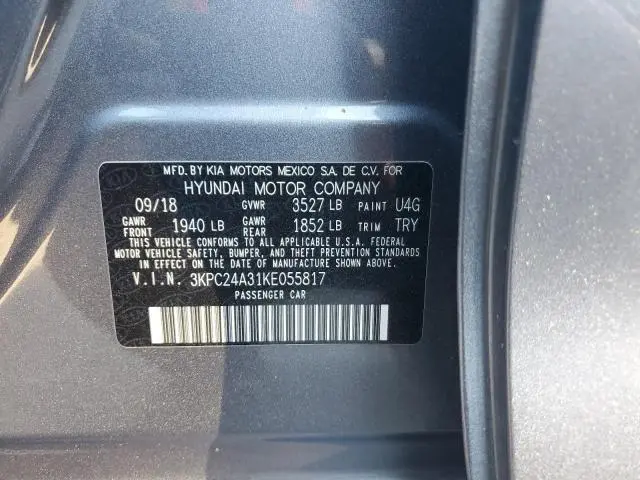 MFD. BY KIA MOTORS MEXICO S.A. DE C.V. FOR
HYUNDAI MOTOR COMPANY
09/18 GVWR 3527 LB PAINT U4G
GAWR FRONT 1940 LB GAWR REAR 1852 LB TRIM TRY
THIS VEHICLE CONFORMS TO ALL APPLICABLE U.S.A. FEDERAL
MOTOR VEHICLE SAFETY, BUMPER, AND THEFT PREVENTION STANDARDS
IN EFFECT ON THE DATE OF MANUFACTURE SHOWN ABOVE.
V.I.N. 3KPC24A31KE055817
PASSENGER CAR